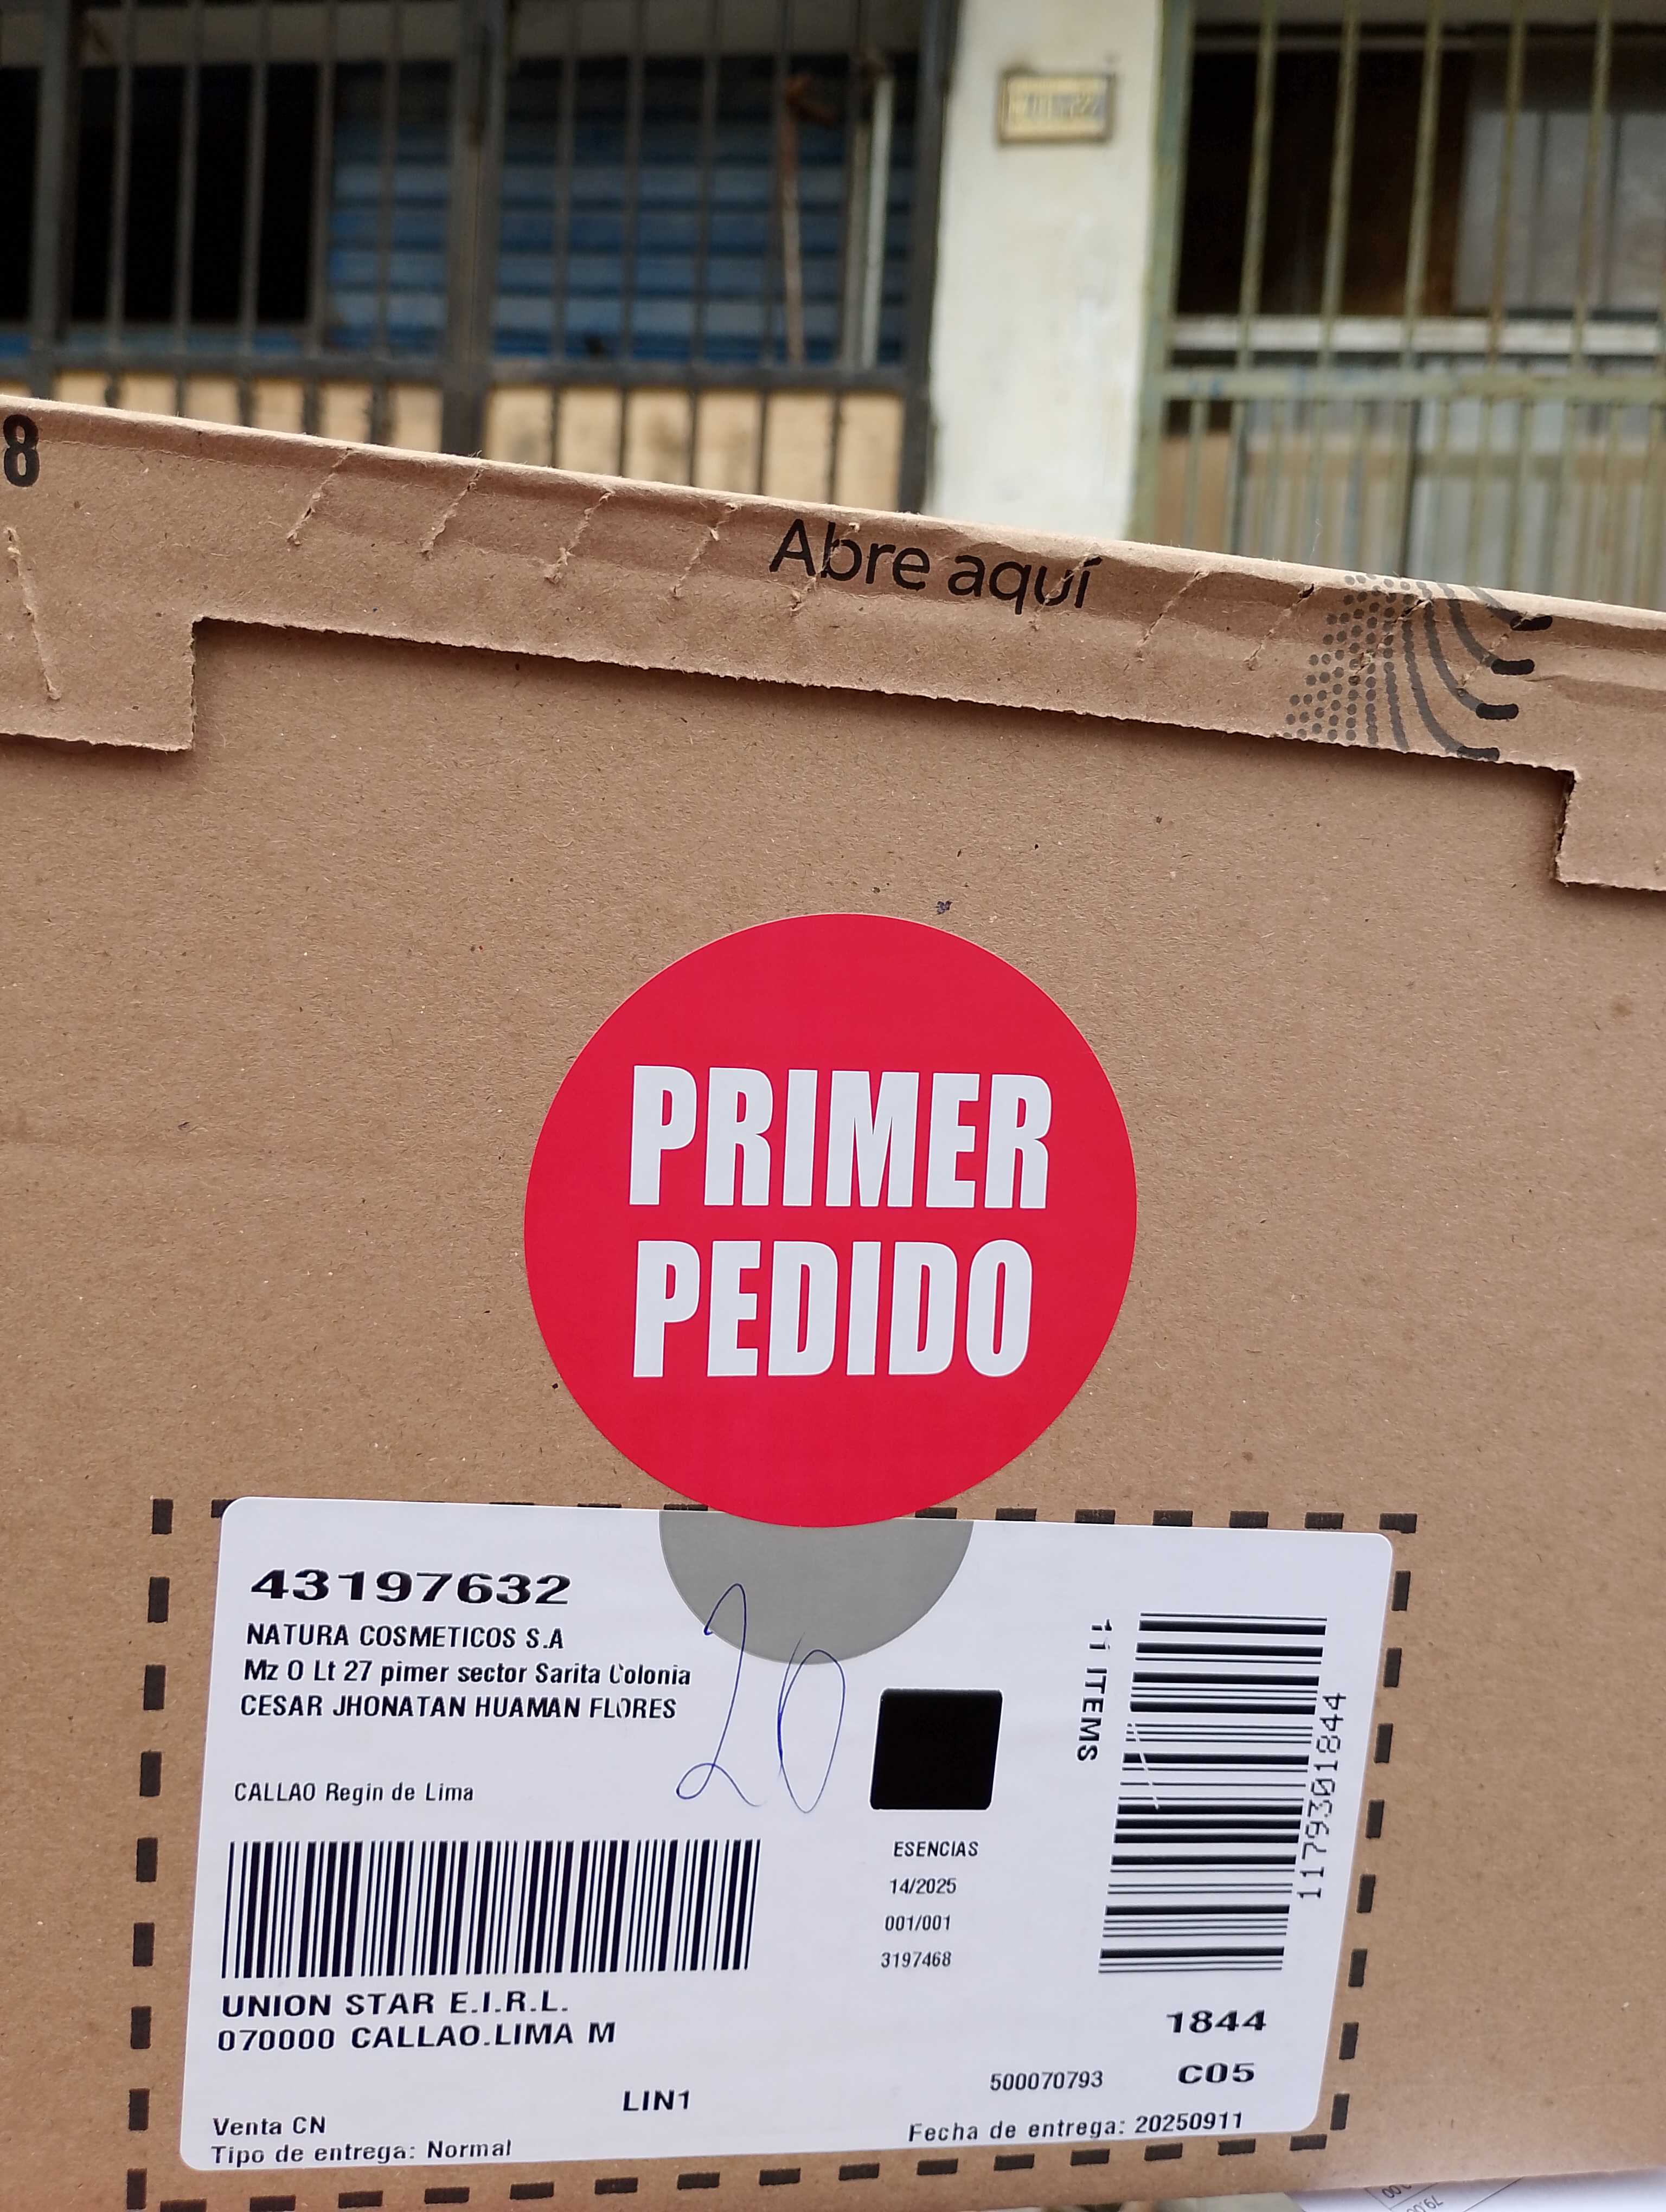 8
Abre aquí
PRIMER
PEDIDO
43197632
NATURA COSMETICOS S.A
Mz O Lt 27 pimer sector Sarita Colonia
CESAR JHONATAN HUAMAN FLORES
20
CALLAO Regin de Lima
11 ITEMS
1179301844
ESENCIAS
14/2025
001/001
3197468
UNION STAR E.I.R.L.
070000 CALLAO.LIMA M
1844
C05
500070793
LIN1
Venta CN
Tipo de entrega: Normal
Fecha de entrega: 20250911